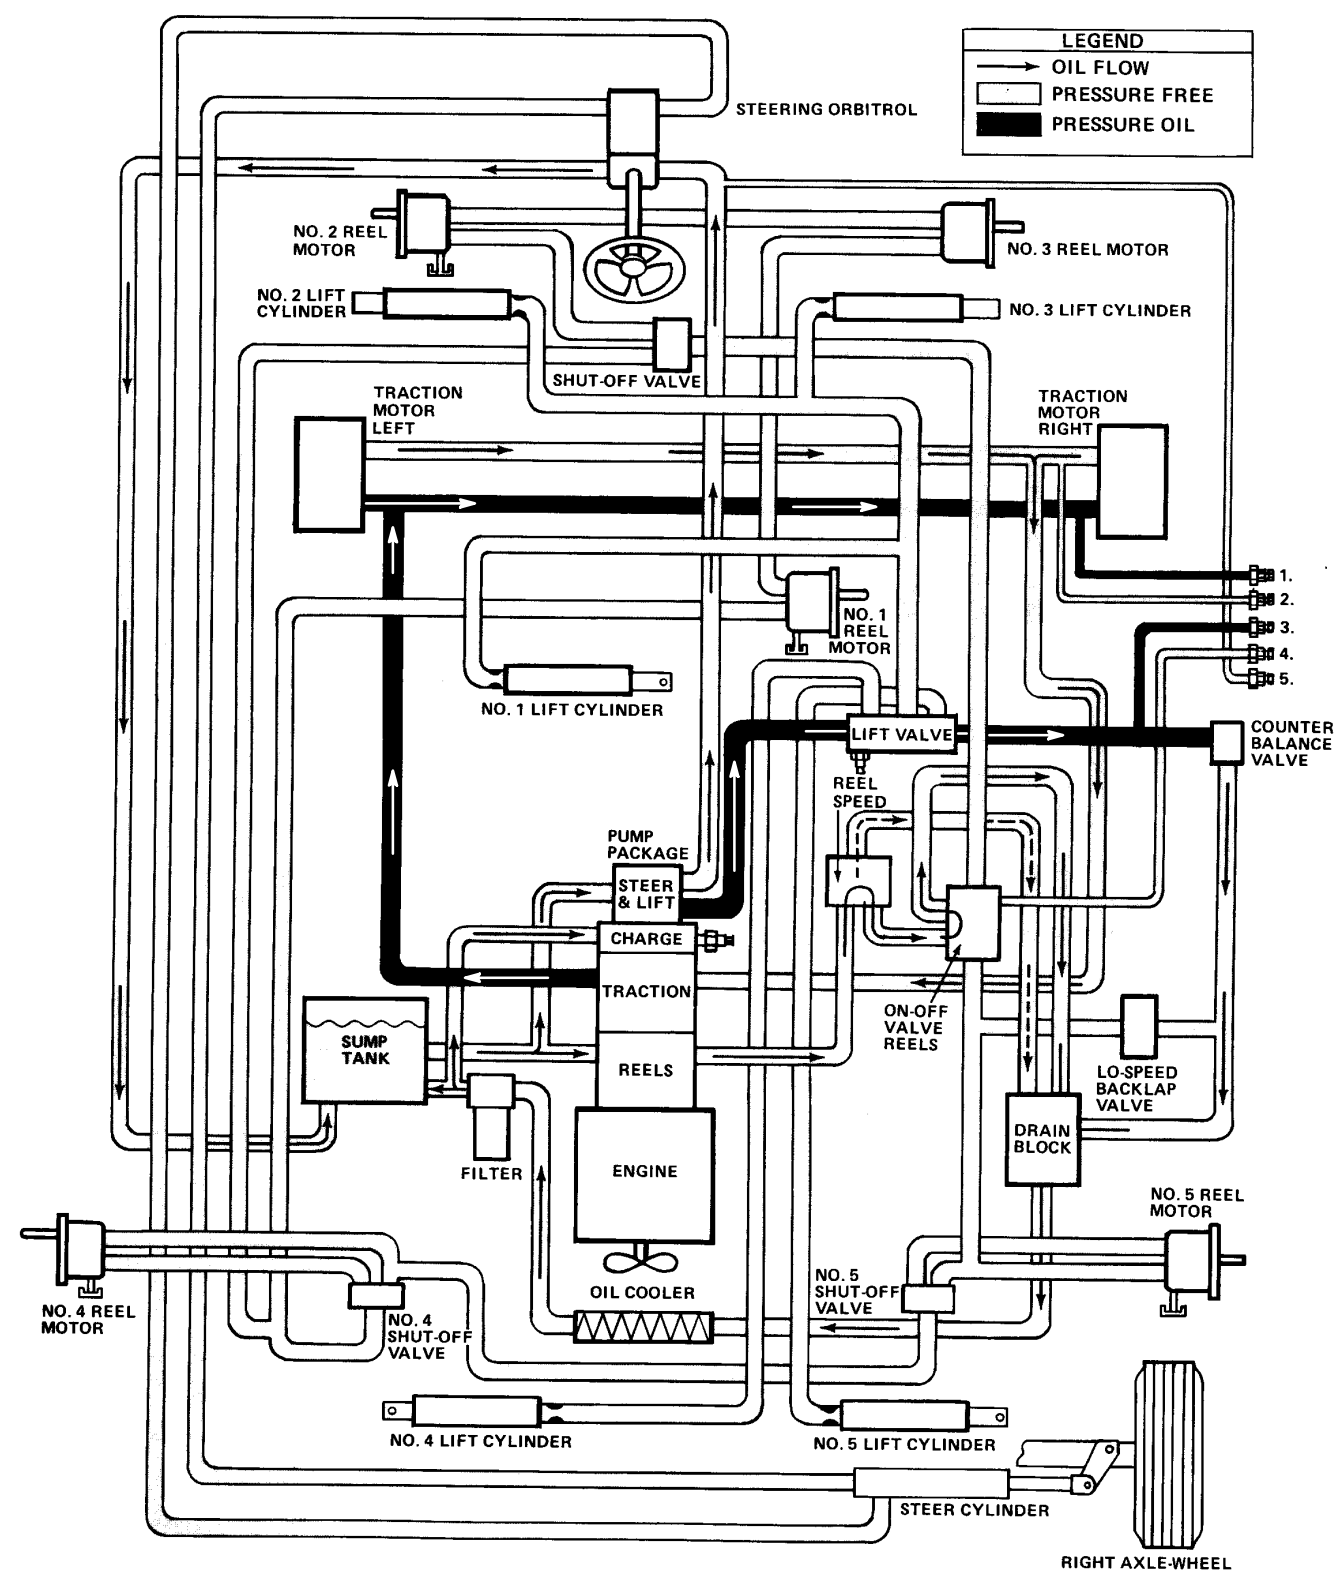 LEGEND
OIL FLOW
PRESSURE FREE
PRESSURE OIL
STEERING ORBITROL
NO. 2 REEL
MOTOR
NO. 3 REEL MOTOR
NO. 2 LIFT
CYLINDER
NO. 3 LIFT CYLINDER
SHUT-OFF VALVE
TRACTION
MOTOR
LEFT
TRACTION
MOTOR
RIGHT
1.
2.
3.
4.
5.
NO. 1
REEL
MOTOR
NO. 1 LIFT CYLINDER
LIFT VALVE
COUNTER
BALANCE
VALVE
REEL
SPEED
PUMP
PACKAGE
STEER
& LIFT
CHARGE
TRACTION
REELS
ENGINE
SUMP
TANK
FILTER
ON-OFF
VALVE
REELS
LO-SPEED
BACKLAP
VALVE
DRAIN
BLOCK
NO. 5 REEL
MOTOR
NO. 4 REEL
MOTOR
NO. 4
SHUT-OFF
VALVE
OIL COOLER
NO. 5
SHUT-OFF
VALVE
NO. 4 LIFT CYLINDER
NO. 5 LIFT CYLINDER
STEER CYLINDER
RIGHT AXLE-WHEEL